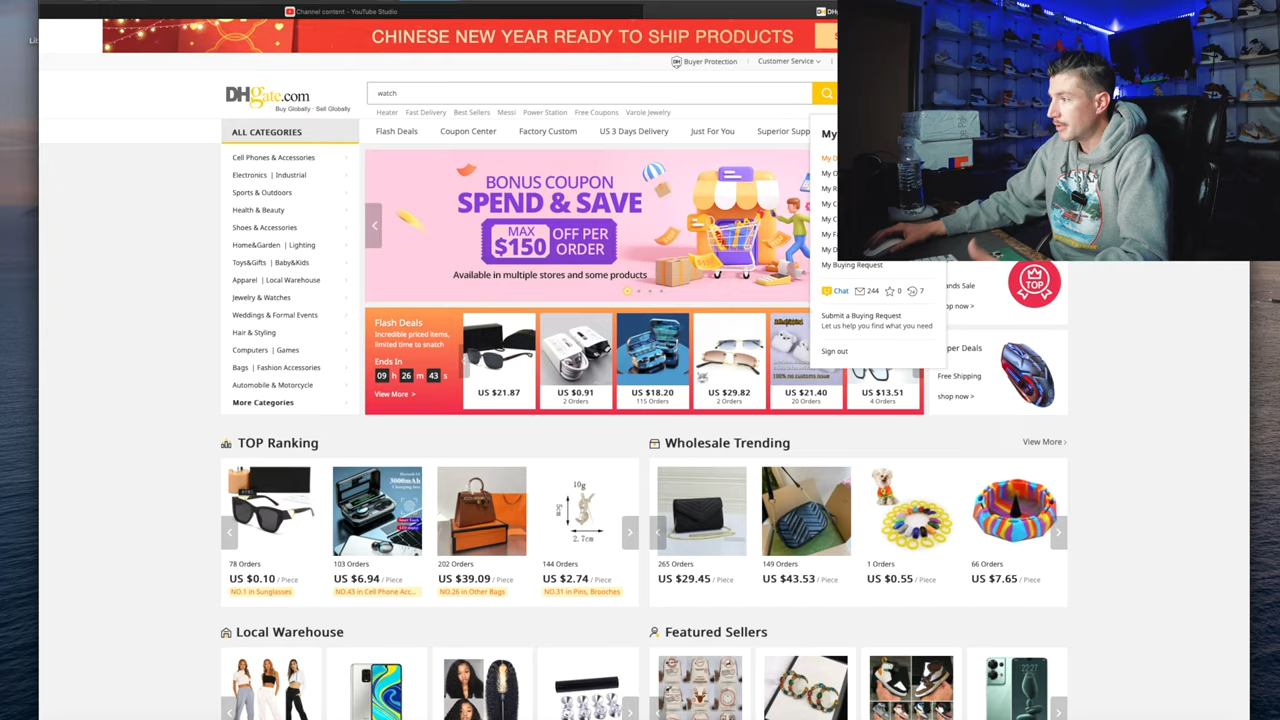 Channel content - YouTube Studio
CHINESE NEW YEAR READY TO SHIP PRODUCTS
Buyer Protection
Customer Service
DHgate.com
Buy Globally · Sell Globally
watch
Heater Fast Delivery Best Sellers Messi Power Station Free Coupons Varole Jewelry
ALL CATEGORIES
Flash Deals Coupon Center Factory Custom US 3 Days Delivery Just For You Superior Supp
Cell Phones & Accessories
Electronics | Industrial
Sports & Outdoors
Health & Beauty
Shoes & Accessories
Home&Garden | Lighting
Toys&Gifts | Baby&Kids
Apparel | Local Warehouse
Jewelry & Watches
Weddings & Formal Events
Hair & Styling
Computers | Games
Bags | Fashion Accessories
Automobile & Motorcycle
More Categories
BONUS COUPON
SPEND & SAVE
MAX $150 OFF PER ORDER
Available in multiple stores and some products
My
My Buying Request
Chat 244 0 7
Submit a Buying Request
Let us help you find what you need
Sign out
TOP
ands Sale
op now >
per Deals
Free Shipping
shop now >
Flash Deals
Incredible priced items,
limited time to snatch
Ends In
09 h 26 m 43 s
View More >
US $21.87
US $0.91
2 Orders
US $18.20
115 Orders
US $29.82
2 Orders
US $21.40
20 Orders
US $13.51
4 Orders
TOP Ranking
78 Orders
US $0.10 / Piece
NO.1 in Sunglasses
3000mAh
103 Orders
US $6.94 / Piece
NO.43 in Cell Phone Acc...
202 Orders
US $39.09 / Piece
NO.26 in Other Bags
10g
5cm
2.7cm
144 Orders
US $2.74 / Piece
NO.31 in Pins, Brooches
Wholesale Trending
View More >
265 Orders
US $29.45 / Piece
149 Orders
US $43.53 / Piece
1 Orders
US $0.55 / Piece
66 Orders
US $7.65 / Piece
Local Warehouse
Featured Sellers